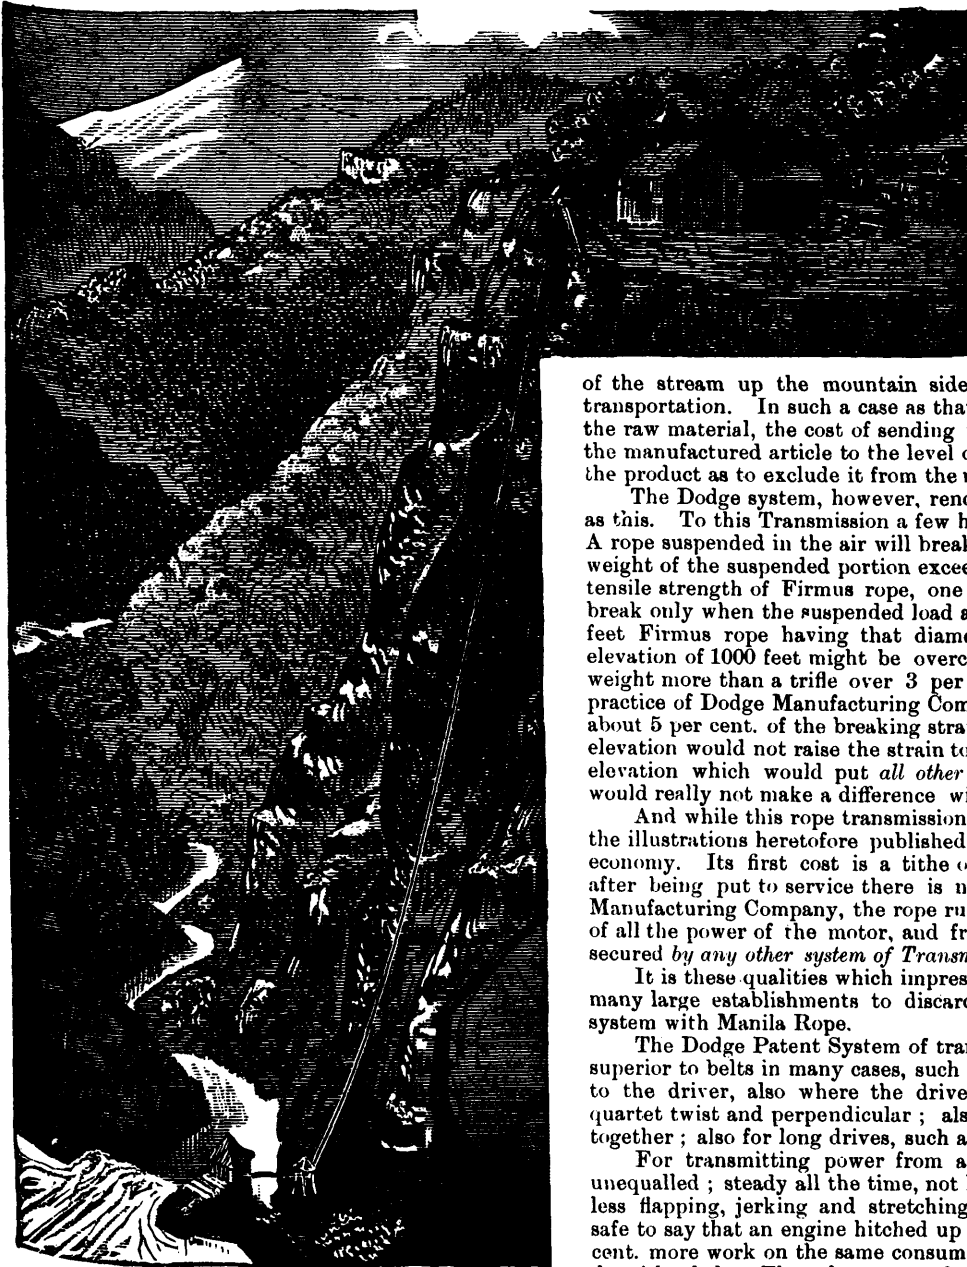 of the stream up the mountain side
transportation. In such a case as tha
the raw material, the cost of sending
the manufactured article to the level
the product as to exclude it from the
The Dodge system, however, rend
as this. To this Transmission a few h
A rope suspended in the air will break
weight of the suspended portion excee
tensile strength of Firmus rope, one
break only when the suspended load a
feet Firmus rope having that diame
elevation of 1000 feet might be overc
weight more than a trifle over 3 per
practice of Dodge Manufacturing Com
about 5 per cent. of the breaking stra
elevation would not raise the strain to
elevation which would put all other
would really not make a difference wi
And while this rope transmission
the illustrations heretofore published
economy. Its first cost is a tithe
after being put to service there is n
Manufacturing Company, the rope ru
of all the power of the motor, and fr
secured by any other system of Transm
It is these qualities which impres
many large establishments to discard
system with Manila Rope.
The Dodge Patent System of tran
superior to belts in many cases, such
to the driver, also where the drive
quartet twist and perpendicular ; als
together ; also for long drives, such a
For transmitting power from a
unequalled ; steady all the time, not
less flapping, jerking and stretching
safe to say that an engine hitched up
cent. more work on the same consum